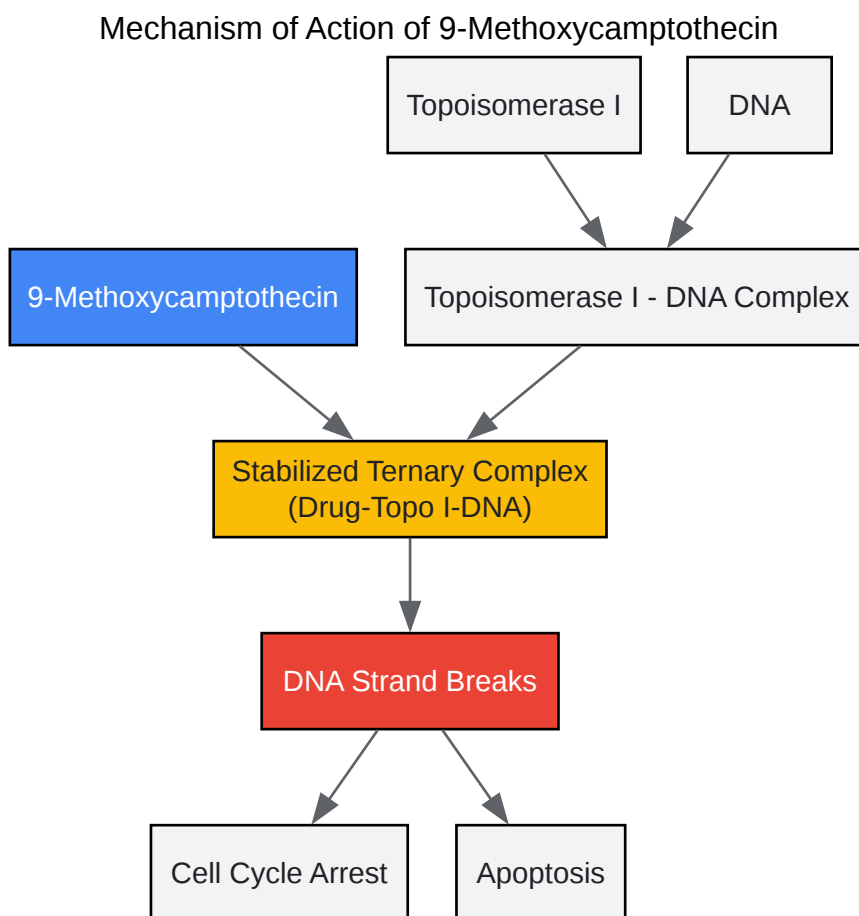 Mechanism of Action of 9-Methoxycamptothecin
Topoisomerase I
DNA
9-Methoxycamptothecin
Topoisomerase I - DNA Complex
Stabilized Ternary Complex
(Drug-Topo I-DNA)
DNA Strand Breaks
Cell Cycle Arrest
Apoptosis